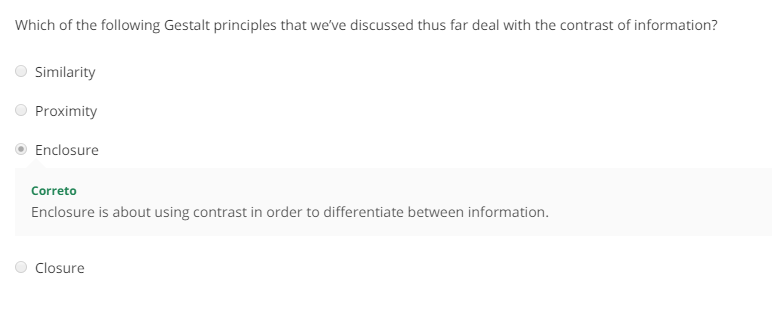 Which of the following Gestalt principles that we've discussed thus far deal with the contrast of information?
Similarity
Proximity
Enclosure
Correto
Enclosure is about using contrast in order to differentiate between information.
Closure